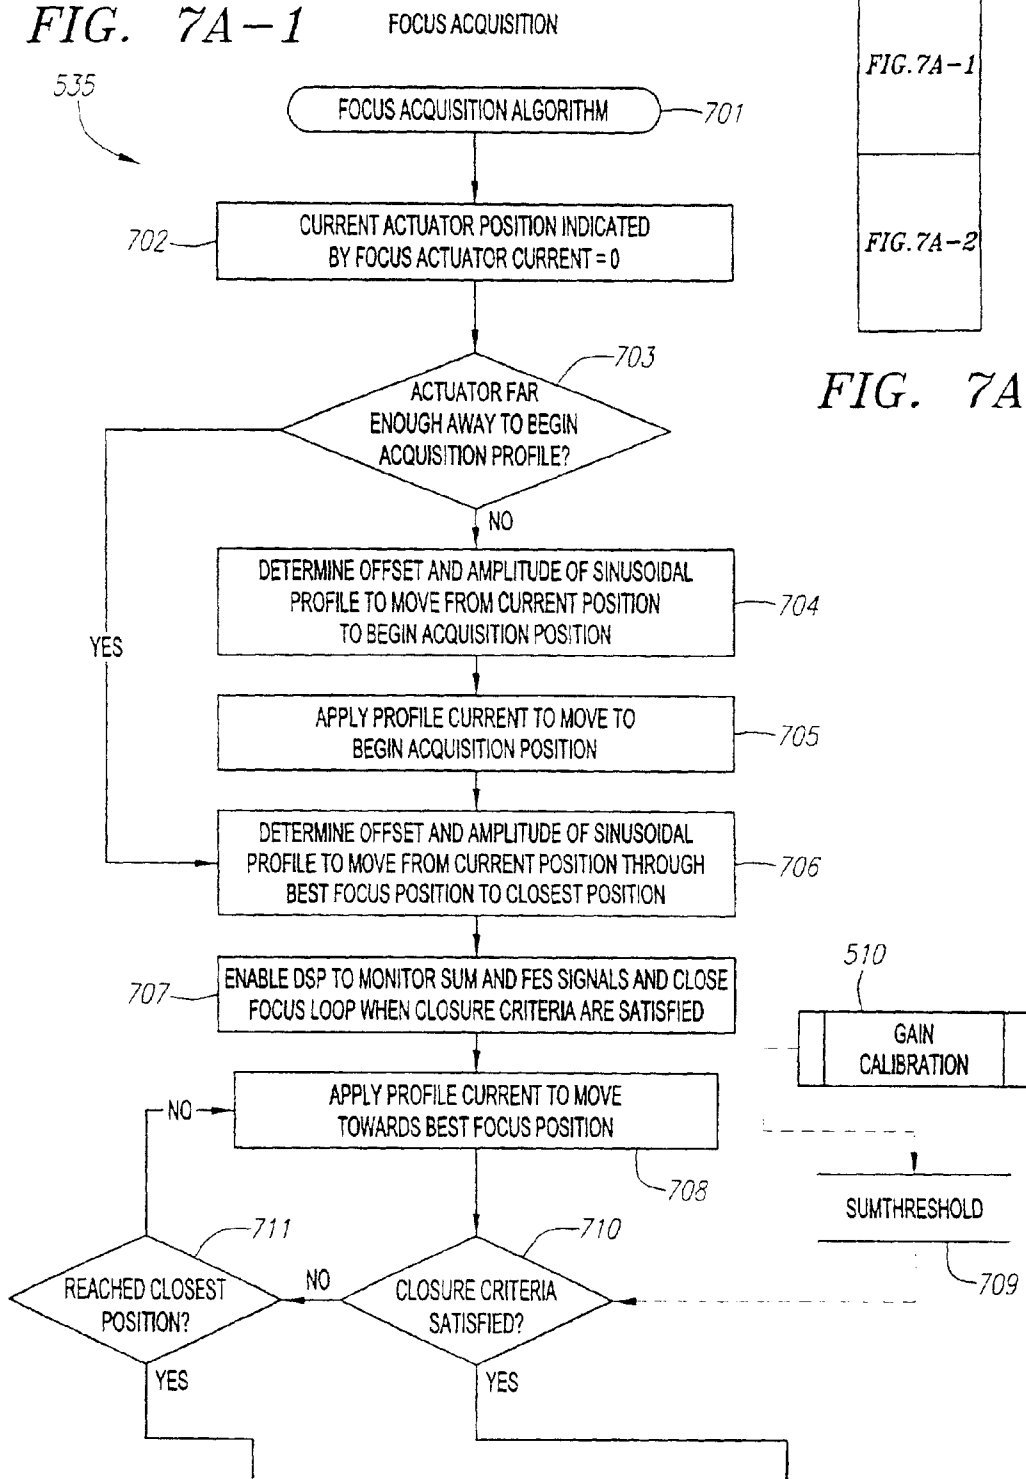 FIG. 7A-1
FOCUS ACQUISITION
FIG.7A-1
FIG.7A-2
FIG. 7A
535
FOCUS ACQUISITION ALGORITHM
701
702
CURRENT ACTUATOR POSITION INDICATED
BY FOCUS ACTUATOR CURRENT = 0
703
ACTUATOR FAR
ENOUGH AWAY TO BEGIN
ACQUISITION PROFILE?
NO
YES
DETERMINE OFFSET AND AMPLITUDE OF SINUSOIDAL
PROFILE TO MOVE FROM CURRENT POSITION
TO BEGIN ACQUISITION POSITION
704
APPLY PROFILE CURRENT TO MOVE TO
BEGIN ACQUISITION POSITION
705
DETERMINE OFFSET AND AMPLITUDE OF SINUSOIDAL
PROFILE TO MOVE FROM CURRENT POSITION THROUGH
BEST FOCUS POSITION TO CLOSEST POSITION
706
707
ENABLE DSP TO MONITOR SUM AND FES SIGNALS AND CLOSE
FOCUS LOOP WHEN CLOSURE CRITERIA ARE SATISFIED
510
GAIN
CALIBRATION
NO
APPLY PROFILE CURRENT TO MOVE
TOWARDS BEST FOCUS POSITION
708
SUMTHRESHOLD
709
711
REACHED CLOSEST
POSITION?
NO
710
CLOSURE CRITERIA
SATISFIED?
YES
YES